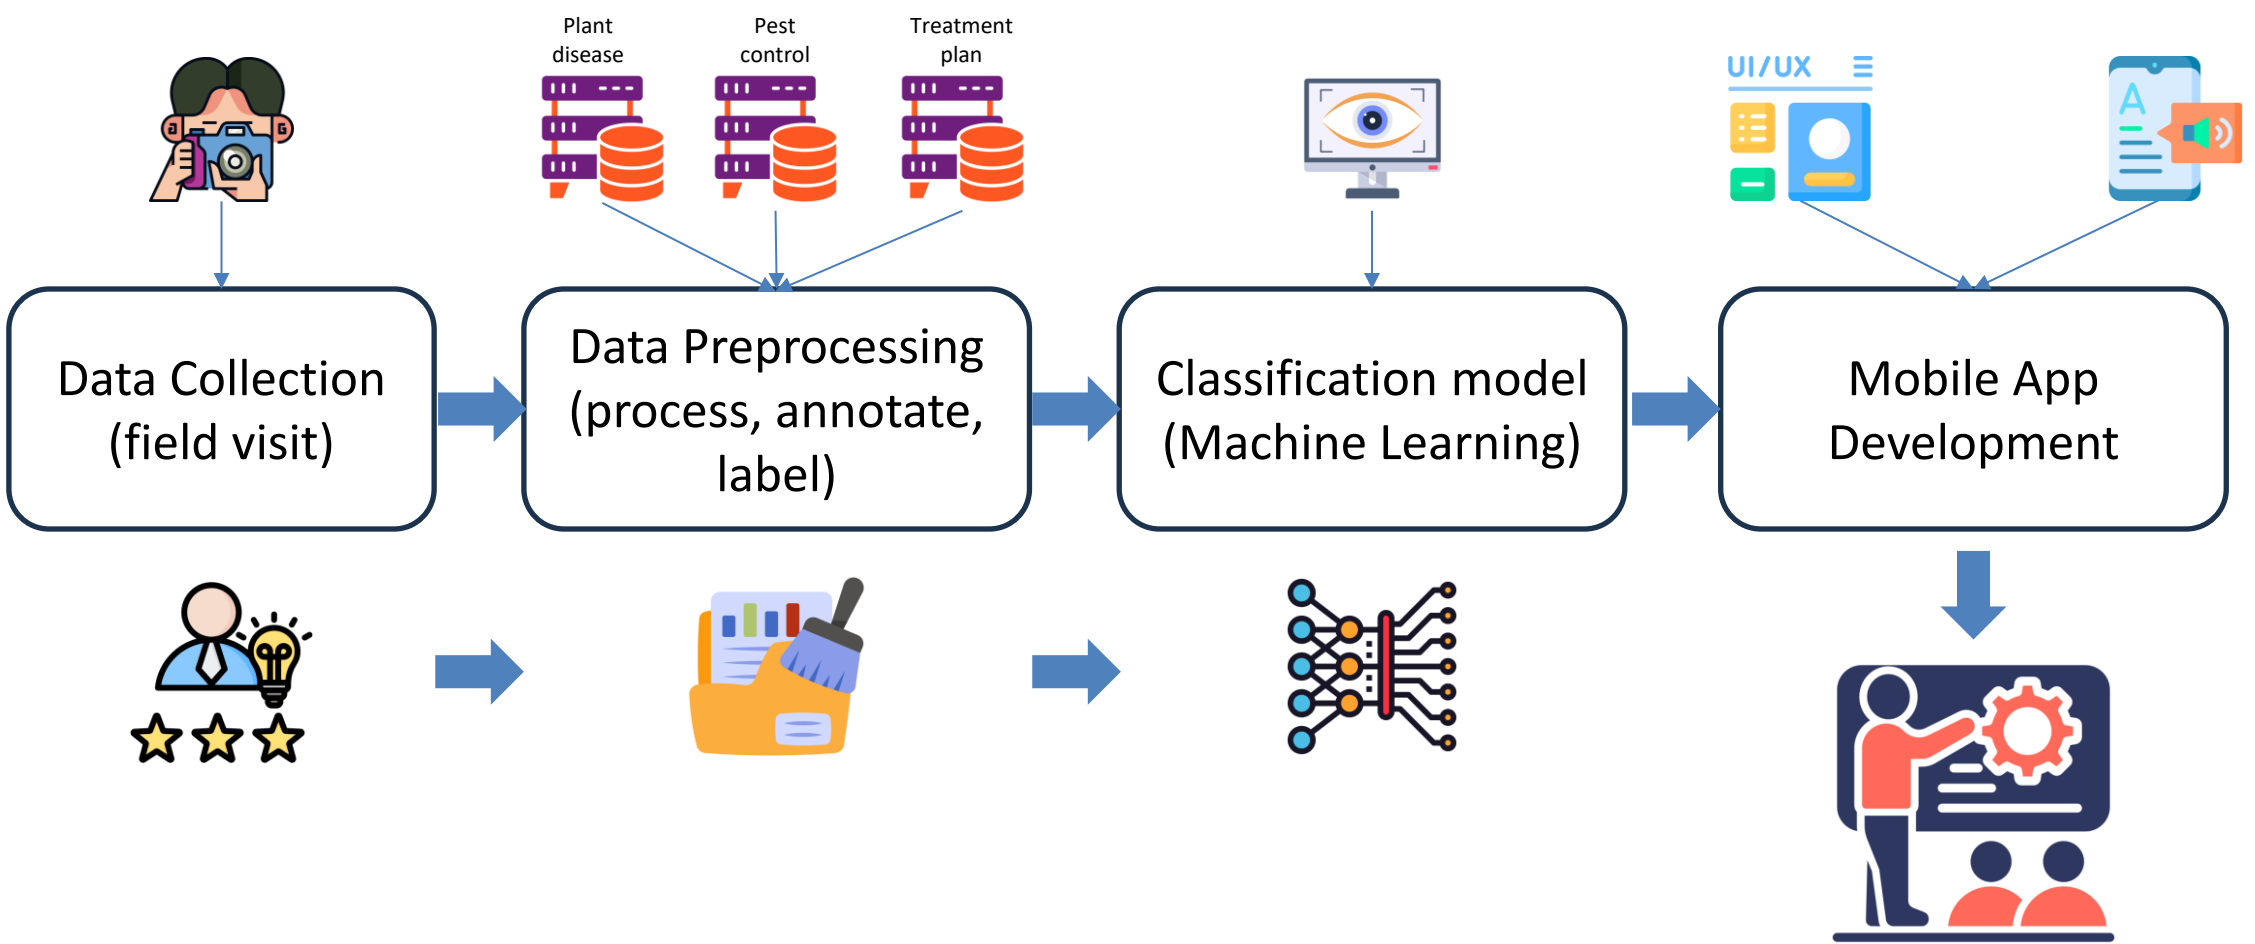 Plant
disease
Pest
control
Treatment
plan
UI/UX
A
Data Collection
(field visit)
Data Preprocessing
(process, annotate,
label)
Classification model
(Machine Learning)
Mobile App
Development